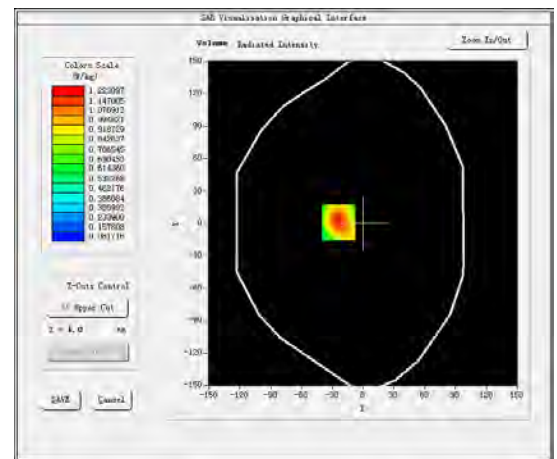 SAR Visualisation Graphical Interface
Volume Radiated Intensity
Zoom In/Out
Colors Scale
(W/kg)
1.223097
1.147005
1.070912
0.994821
0.918729
0.842637
0.766545
0.690453
0.614360
0.538268
0.462176
0.386084
0.309992
0.233900
0.157808
0.081716
Z-Cuts Control
Upper Cut
Z = 4.0
SAVE
Cancel
150
120
90
60
30
0
-30
-60
-90
-120
-150
-150 -120 -90 -60 -30 0 30 60 90 120 150
X